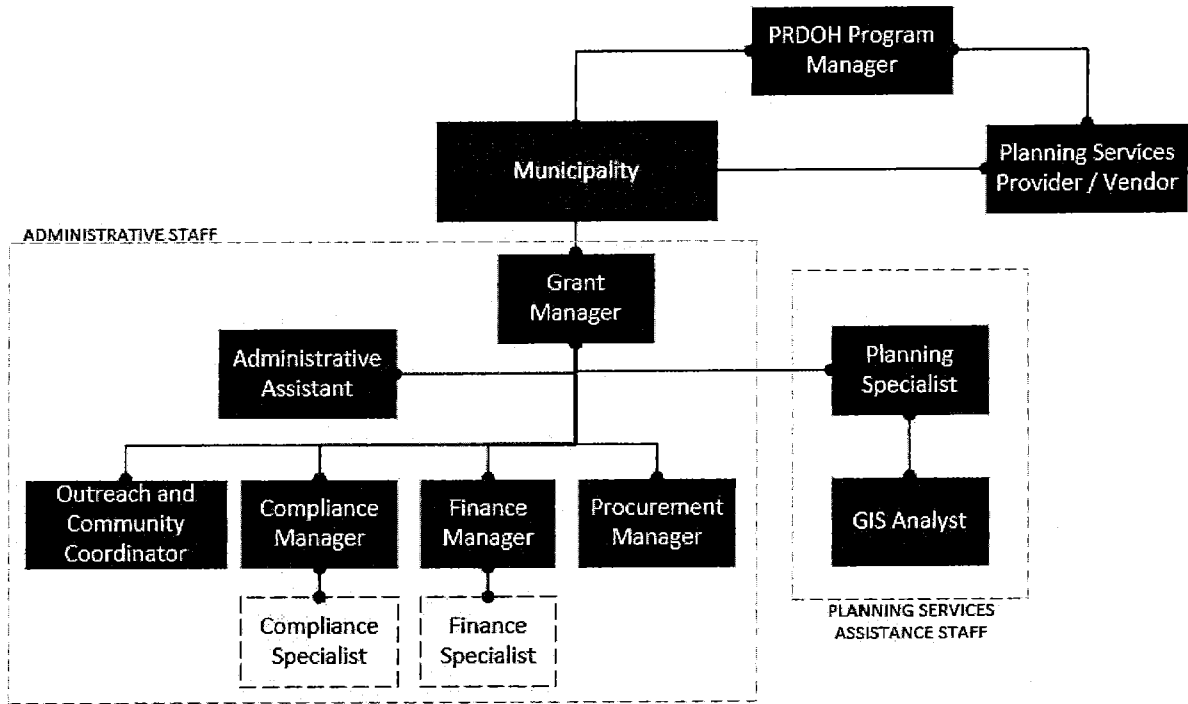 PRDOH Program
Manager
Municipality
Planning Services
Provider / Vendor
ADMINISTRATIVE STAFF
Grant
Manager
Administrative
Assistant
Planning
Specialist
Outreach and
Community
Coordinator
Compliance
Manager
Finance
Manager
Procurement
Manager
GIS Analyst
Compliance
Specialist
Finance
Specialist
PLANNING SERVICES
ASSISTANCE STAFF